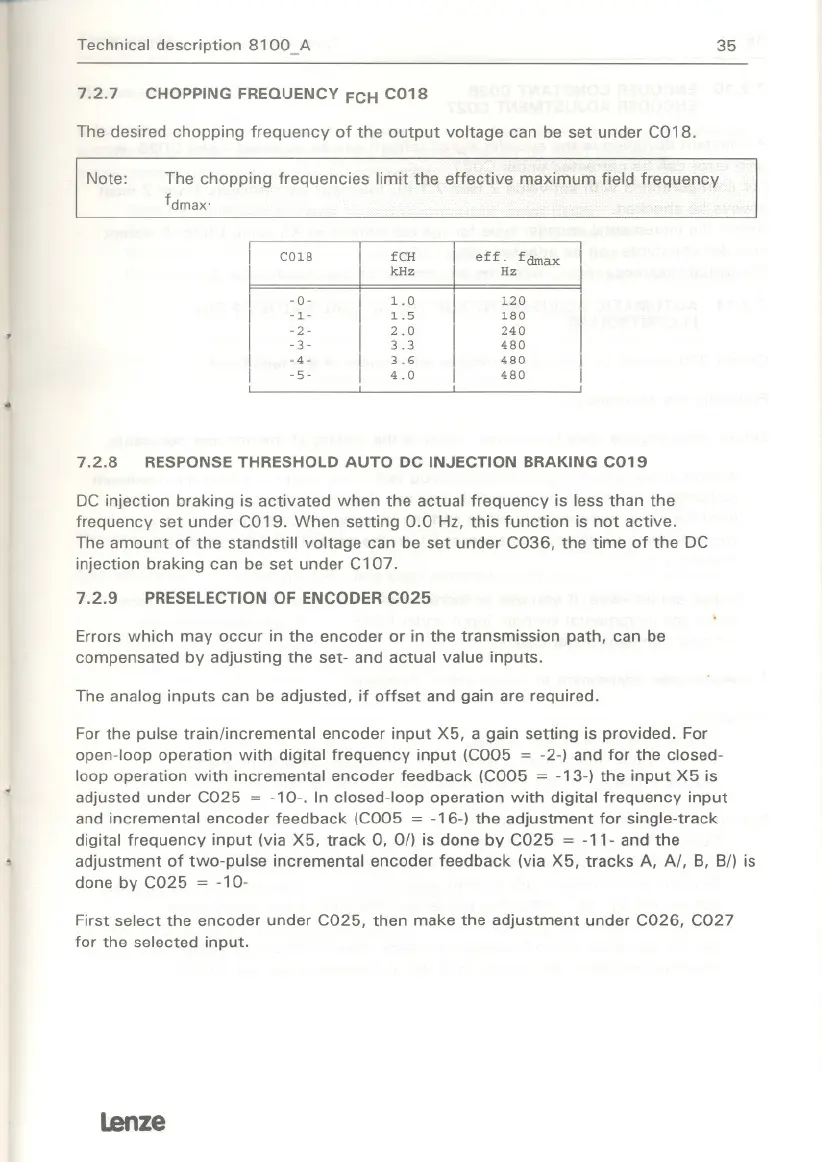 Technical description 8100_A 35
7.2.7 CHOPPING FREQUENCY fCH C018
The desired chopping frequency of the output voltage can be set under C018.
Note: The chopping frequencies limit the effective maximum field frequency
fdmax.
C018 fCH eff. fdmax
kHz Hz
-0- 1.0 120
-1- 1.5 180
-2- 2.0 240
-3- 3.3 480
-4- 3.6 480
-5- 4.0 480
7.2.8 RESPONSE THRESHOLD AUTO DC INJECTION BRAKING C019
DC injection braking is activated when the actual frequency is less than the
frequency set under C019. When setting 0.0 Hz, this function is not active.
The amount of the standstill voltage can be set under C036, the time of the DC
injection braking can be set under C107.
7.2.9 PRESELECTION OF ENCODER C025
Errors which may occur in the encoder or in the transmission path, can be
compensated by adjusting the set- and actual value inputs.
The analog inputs can be adjusted, if offset and gain are required.
For the pulse train/incremental encoder input X5, a gain setting is provided. For
open-loop operation with digital frequency input (C005 = -2-) and for the closed-
loop operation with incremental encoder feedback (C005 = -13-) the input X5 is
adjusted under C025 = -10-. In closed-loop operation with digital frequency input
and incremental encoder feedback (C005 = -16-) the adjustment for single-track
digital frequency input (via X5, track 0, 0/) is done by C025 = -11- and the
adjustment of two-pulse incremental encoder feedback (via X5, tracks A, A/, B, B/) is
done by C025 = -10-
First select the encoder under C025, then make the adjustment under C026, C027
for the selected input.
Lenze